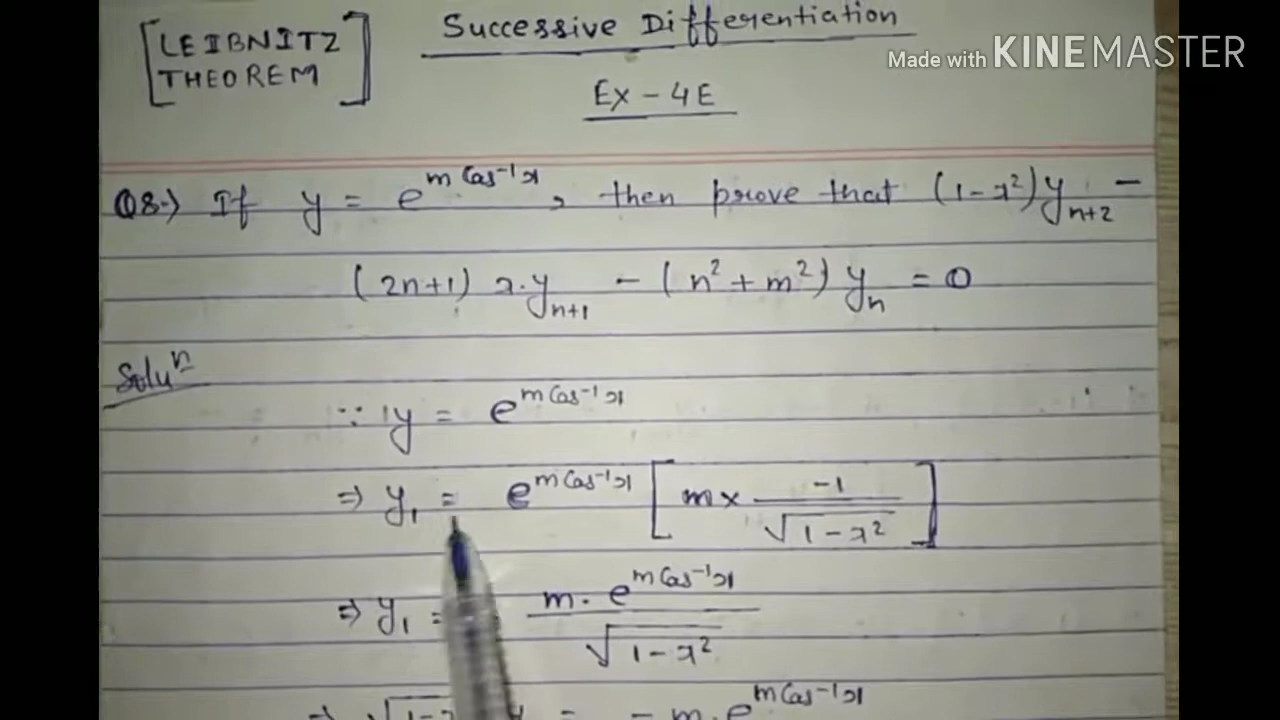 [LEIBNITZ THEOREM]
Successive Differentiation
Made with KINEMASTER
Ex - 4E
Q8.) If y = e^{m Cos⁻¹x}, then prove that (1-x²)y_{n+2} -
(2n+1) x.y_{n+1} - (n²+m²) y_n = 0
Soluⁿ
∵ y = e^{m Cos⁻¹x}
⇒ y₁ = e^{m Cos⁻¹x} [m× -1/√(1-x²)]
⇒ y₁ = m. e^{m Cos⁻¹x}/√(1-x²)
= - m.e^{m Cos⁻¹x}